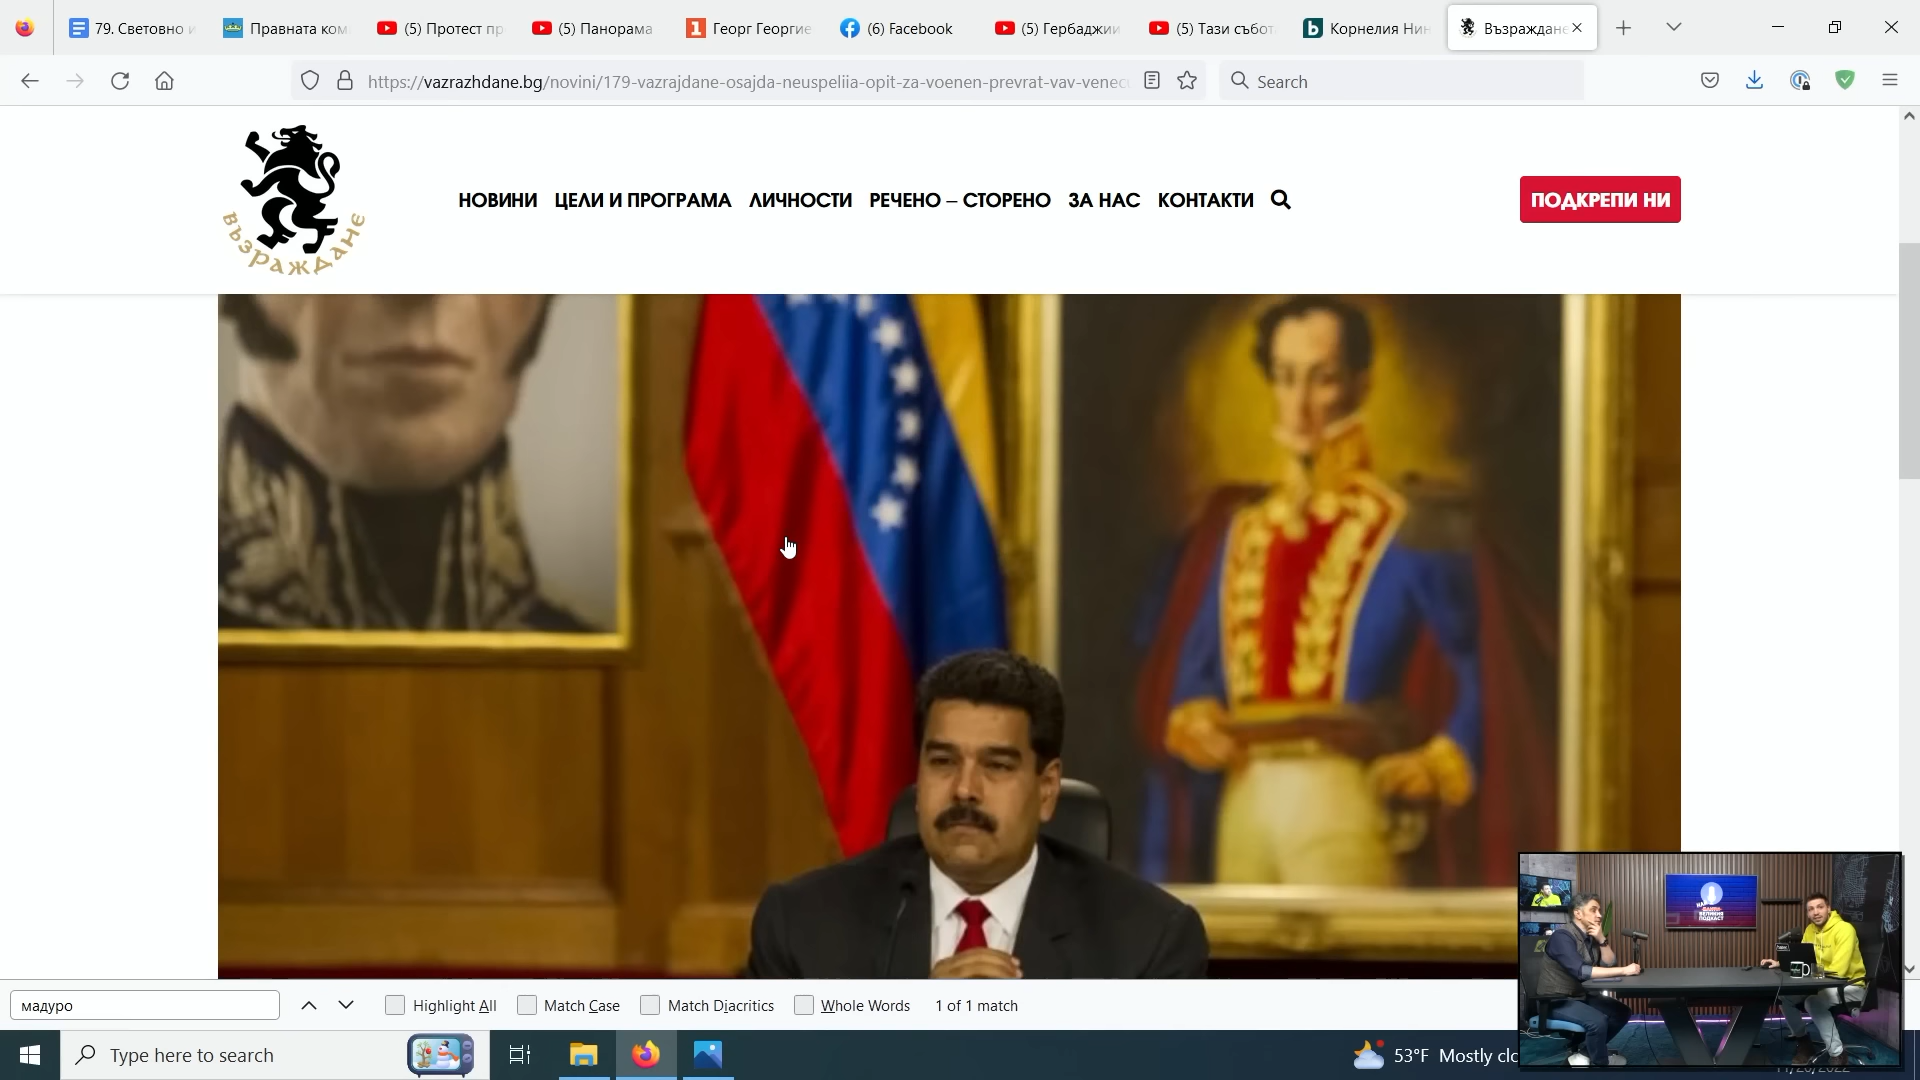 79. Световно и
Правната ком
(5) Протест пр
(5) Панорама
Георг Георгие
(6) Facebook
(5) Гербаджии
(5) Тази събот
Корнелия Нин
Възраждане
https://vazrazhdane.bg/novini/179-vazrajdane-osajda-neuspeliia-opit-za-voenen-prevrat-vav-venec
Search
възраждане
НОВИНИ ЦЕЛИ И ПРОГРАМА ЛИЧНОСТИ РЕЧЕНО – СТОРЕНО ЗА НАС КОНТАКТИ
ПОДКРЕПИ НИ
мадуро
Highlight All
Match Case
Match Diacritics
Whole Words
1 of 1 match
Type here to search
53°F Mostly clo